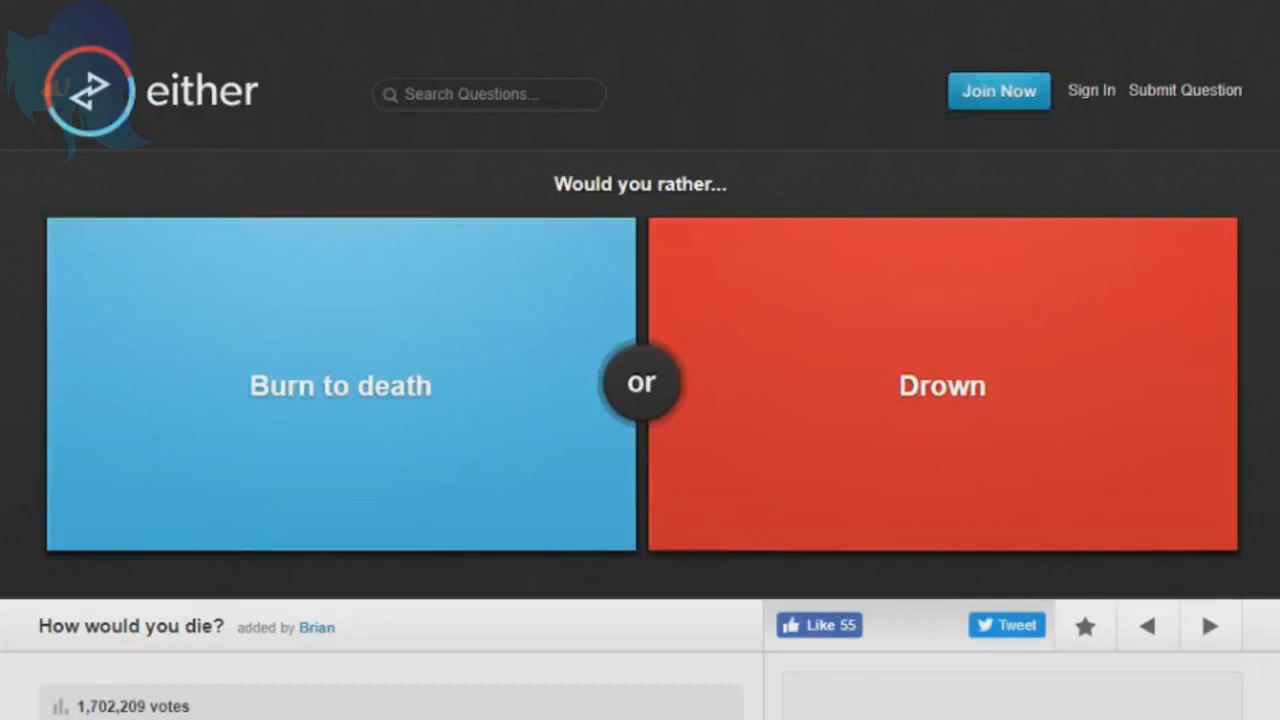 either
Search Questions...
Join Now
Sign In
Submit Question
Would you rather...
Burn to death
or
Drown
How would you die? added by Brian
Like 55
Tweet
1,702,209 votes